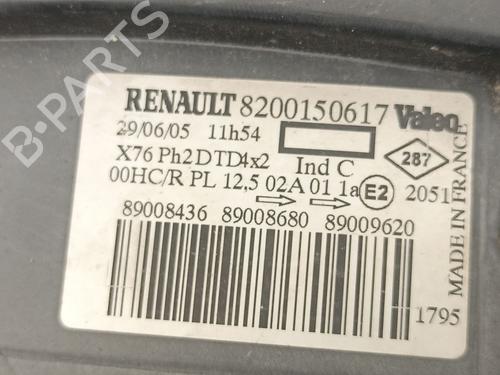 B-PARTS
RENAULT 8200150617 Valeo
29/06/05 11h54
X76 Ph2 DTD4x2 Ind C 287
00HC/R PL 12,5 02A 01 1a E2 2051
89008436 89008680 89009620
1795
MADE IN FRANCE